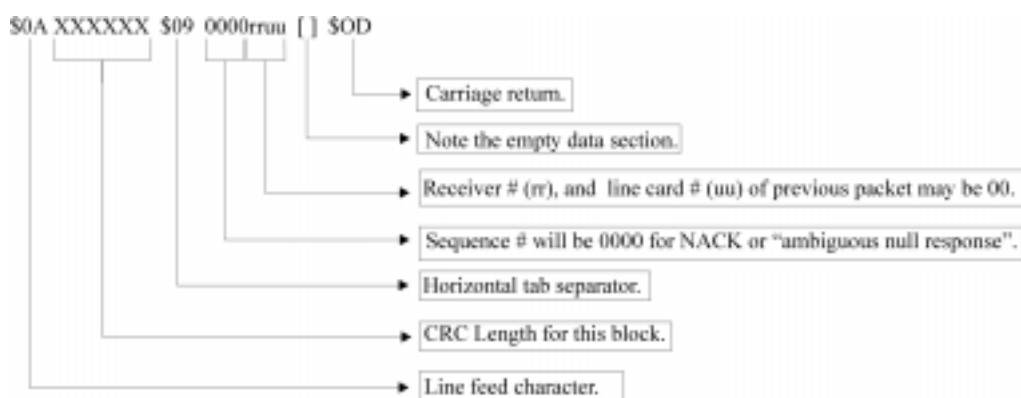 $0A XXXXXX $09 0000rruu [ ] $OD
Carriage return.
Note the empty data section.
Receiver # (rr), and line card # (uu) of previous packet may be 00.
Sequence # will be 0000 for NACK or “ambiguous null response”.
Horizontal tab separator.
CRC Length for this block.
Line feed character.